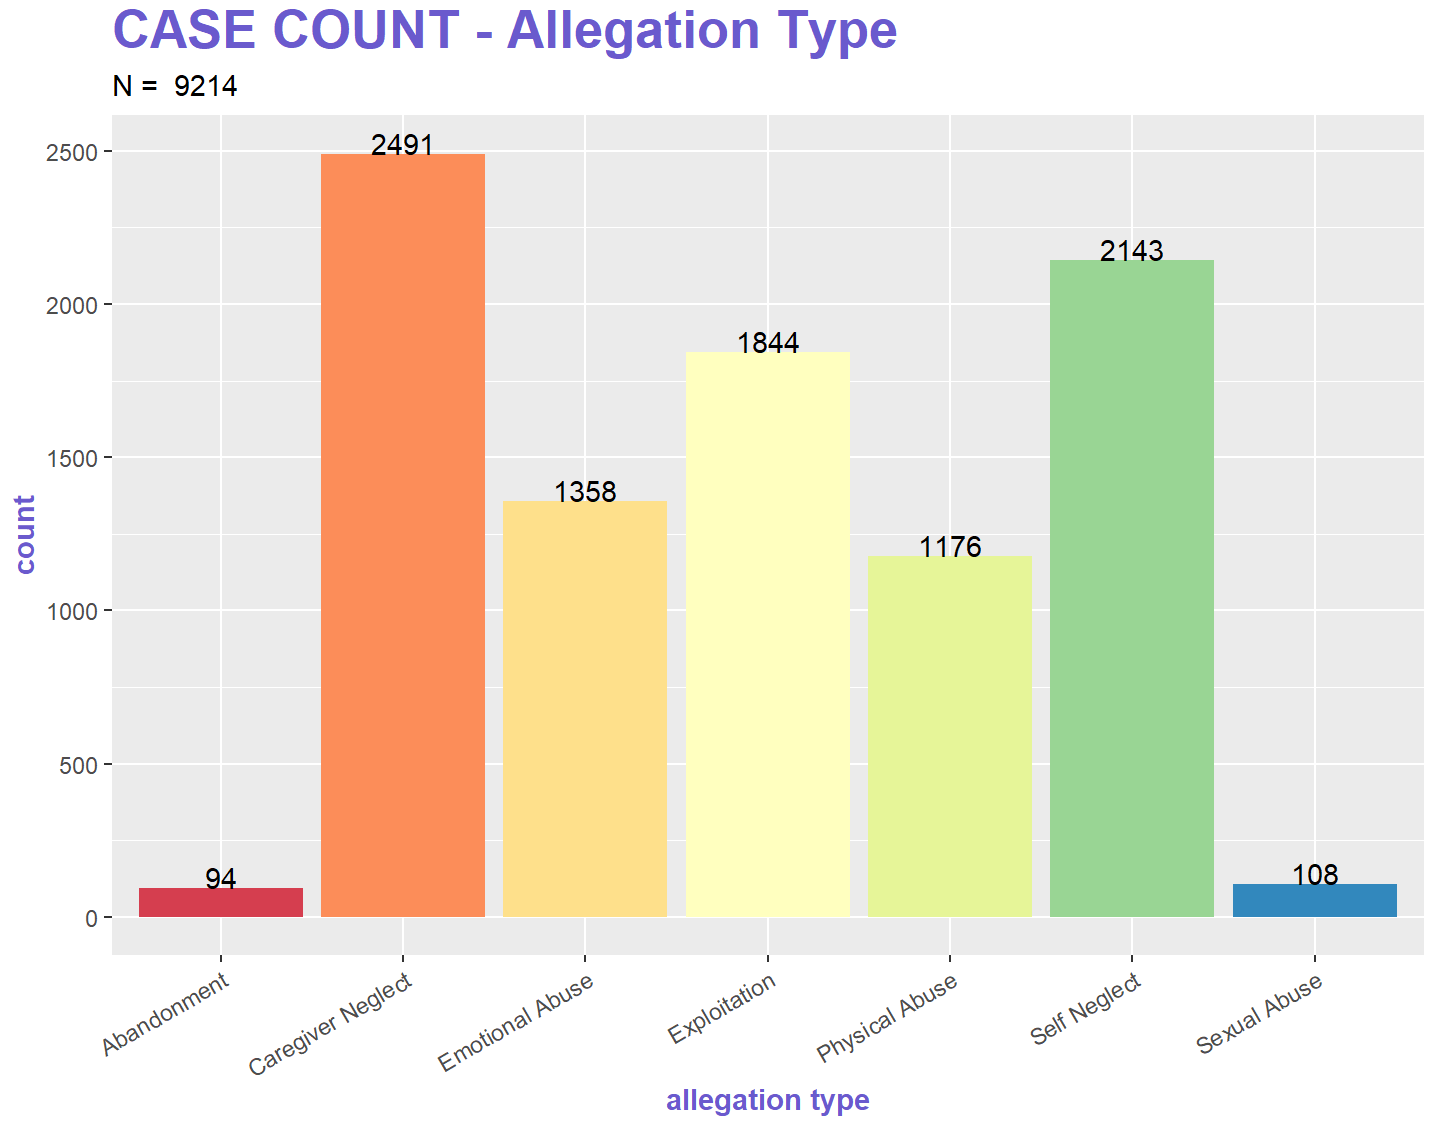 CASE COUNT - Allegation Type
N =  9214
count
2500
2000
1500
1000
500
0
94
2491
1358
1844
1176
2143
108
Abandonment
Caregiver Neglect
Emotional Abuse
Exploitation
Physical Abuse
Self Neglect
Sexual Abuse
allegation type